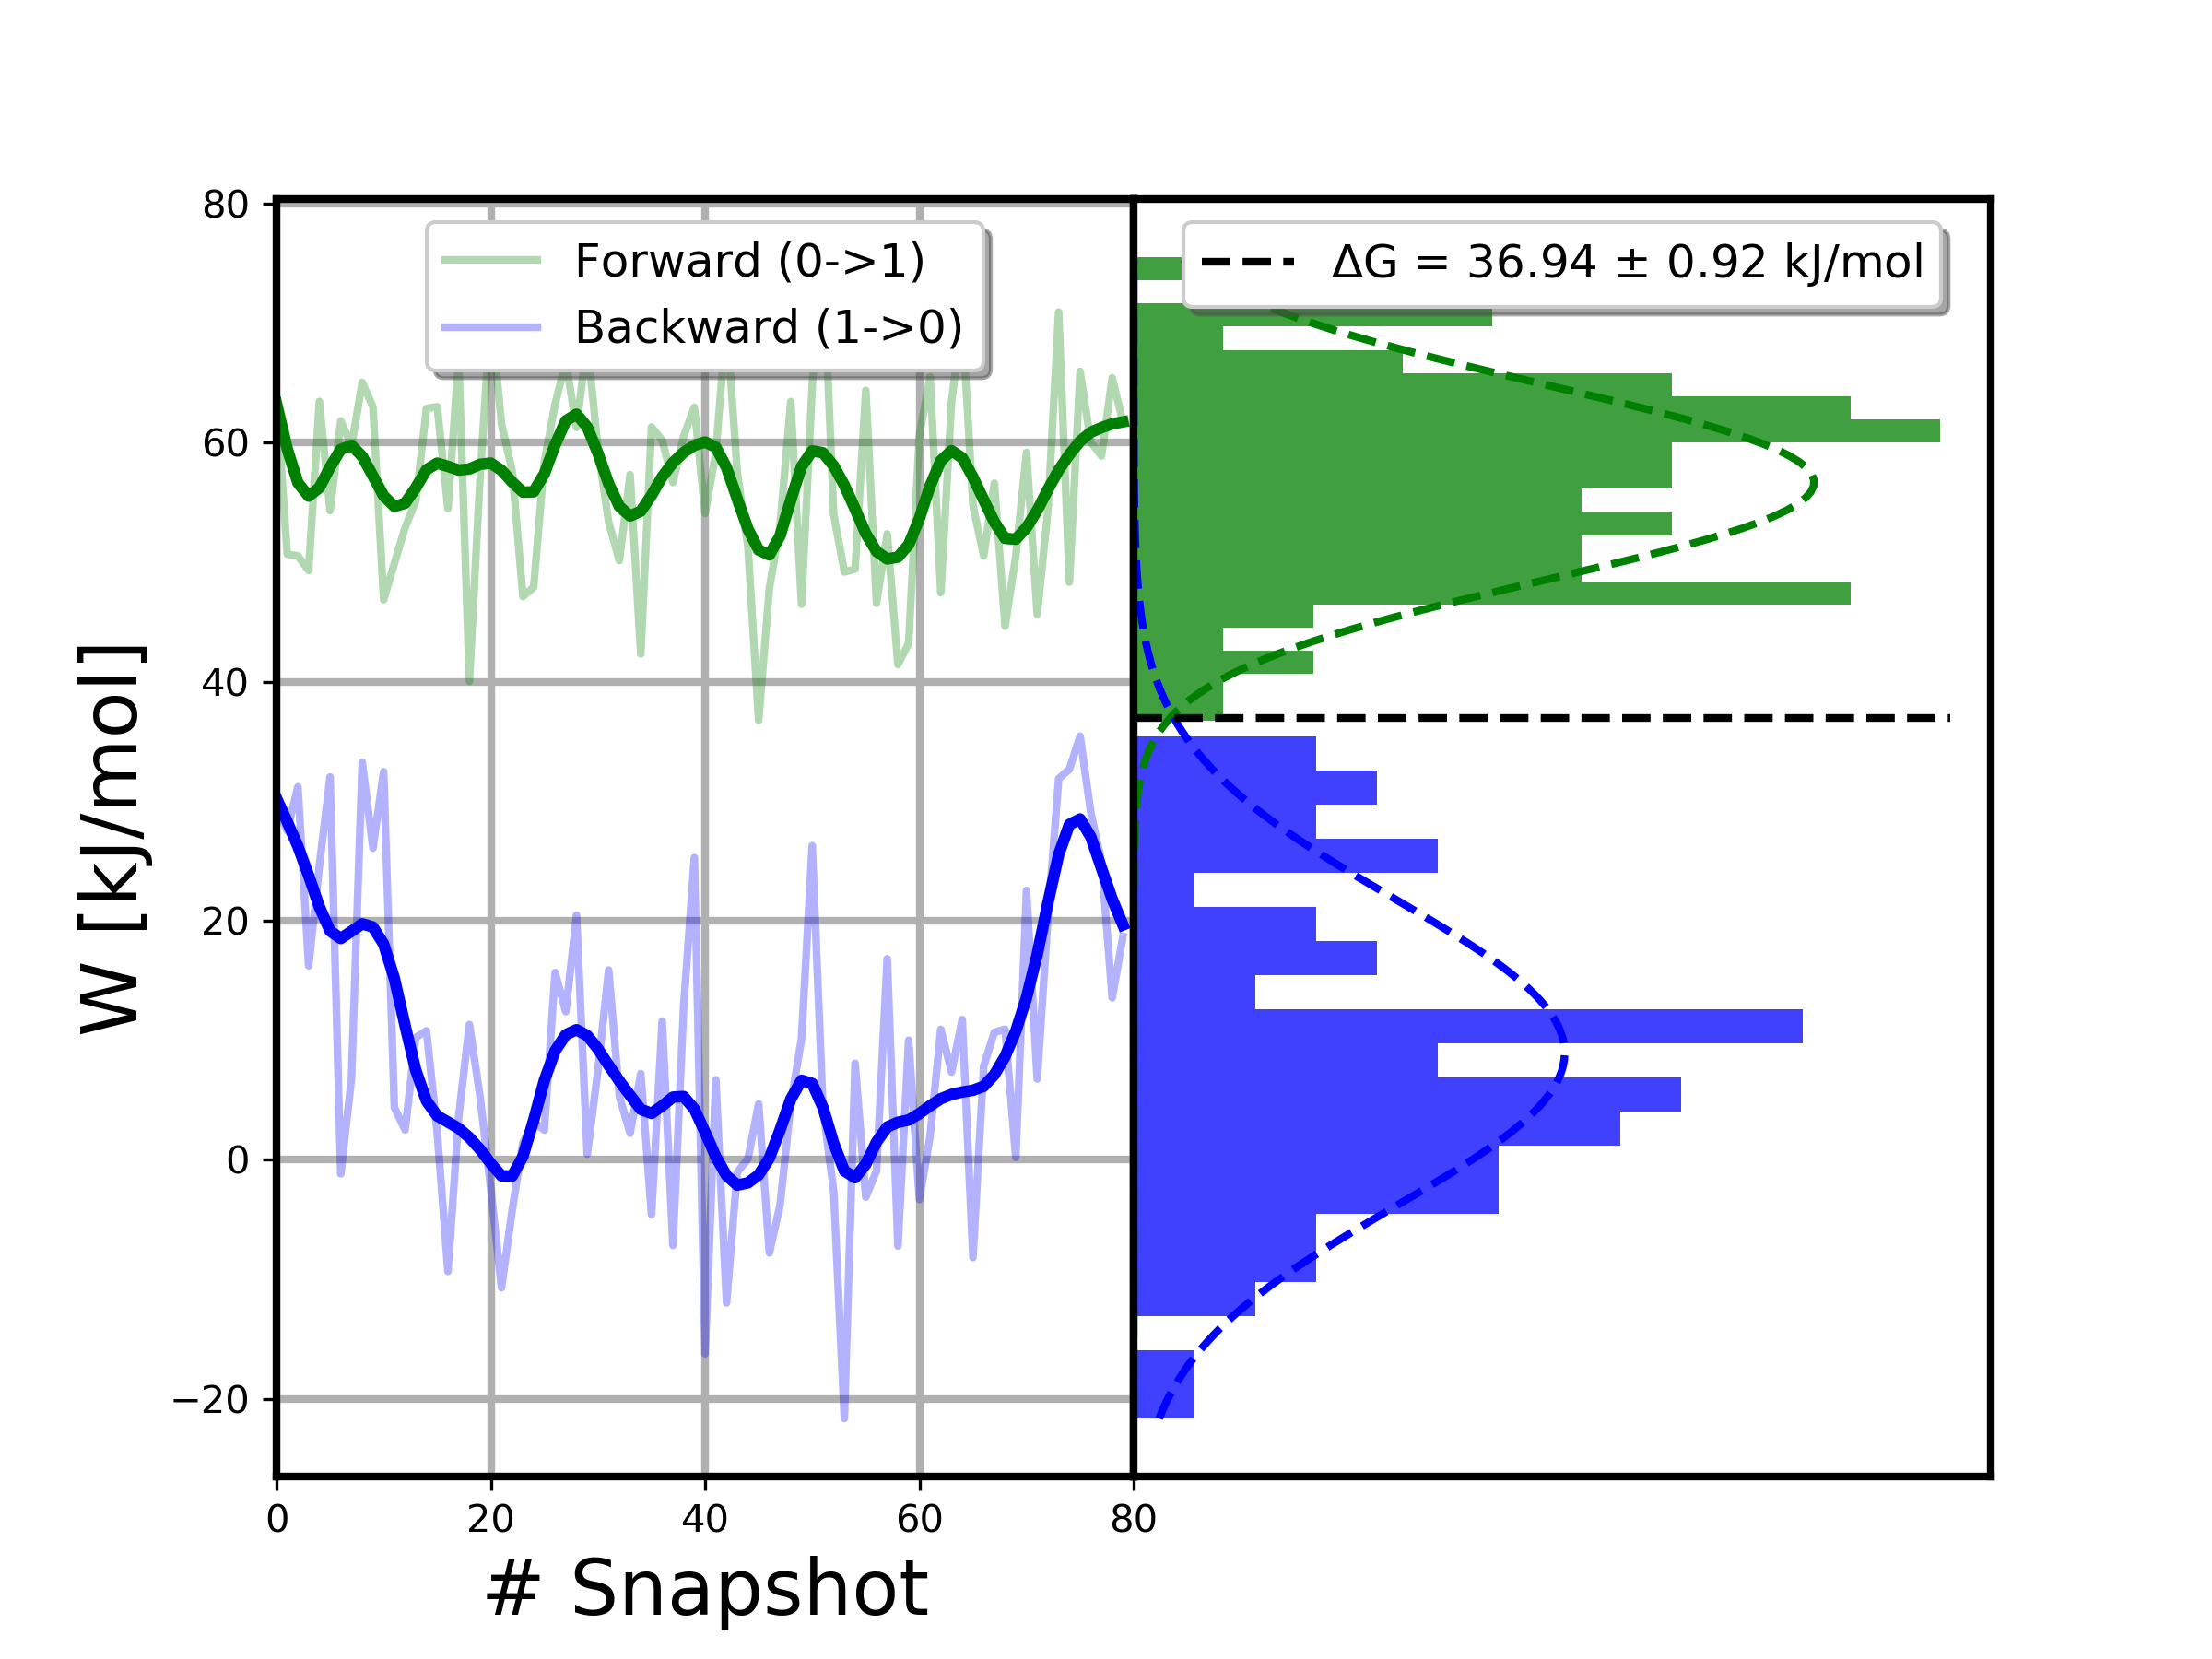 Forward (0->1)
Backward (1->0)
ΔG = 36.94 ± 0.92 kJ/mol
W [kJ/mol]
80
60
40
20
0
−20
0 20 40 60 80
# Snapshot